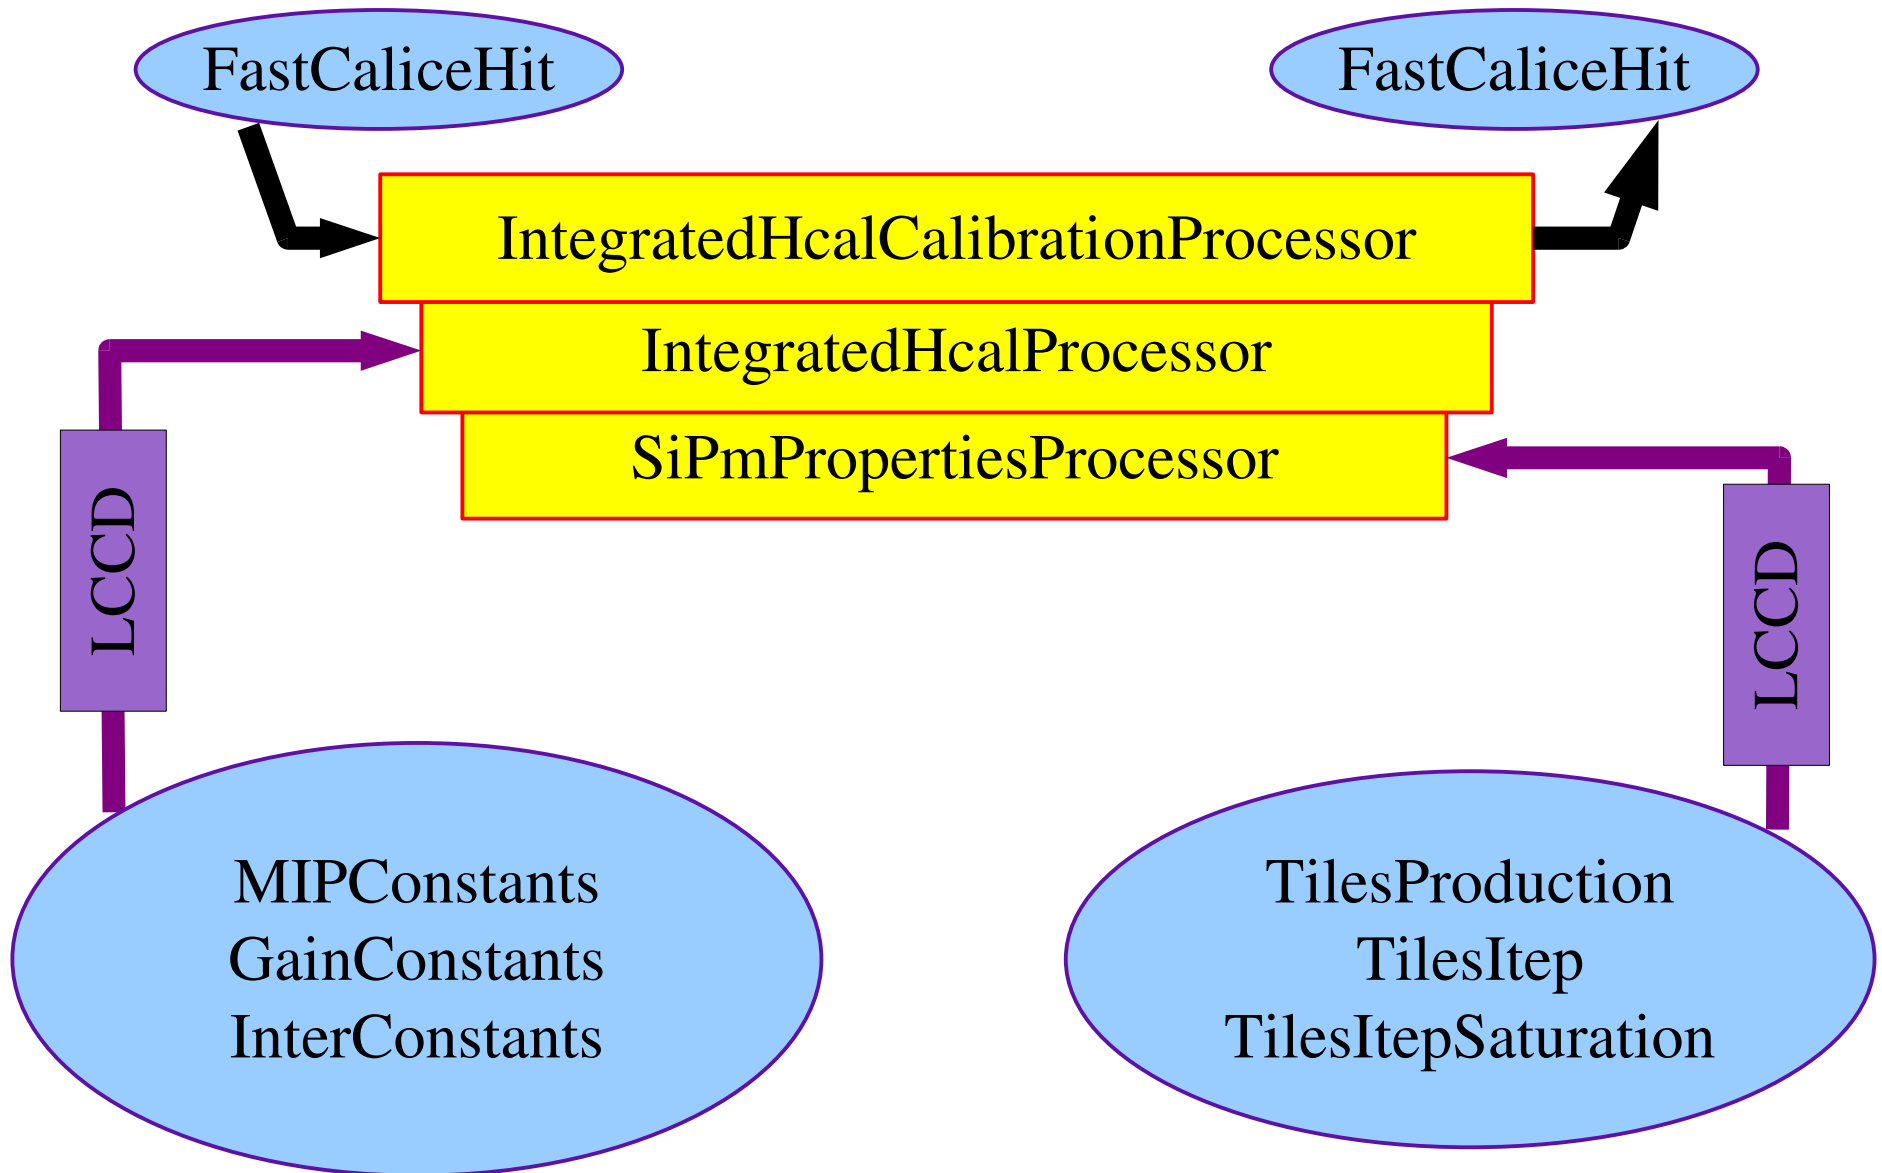 FastCaliceHit
FastCaliceHit
IntegratedHcalCalibrationProcessor
IntegratedHcalProcessor
SiPmPropertiesProcessor
LCCD
LCCD
MIPConstants
GainConstants
InterConstants
TilesProduction
TilesItep
TilesItepSaturation